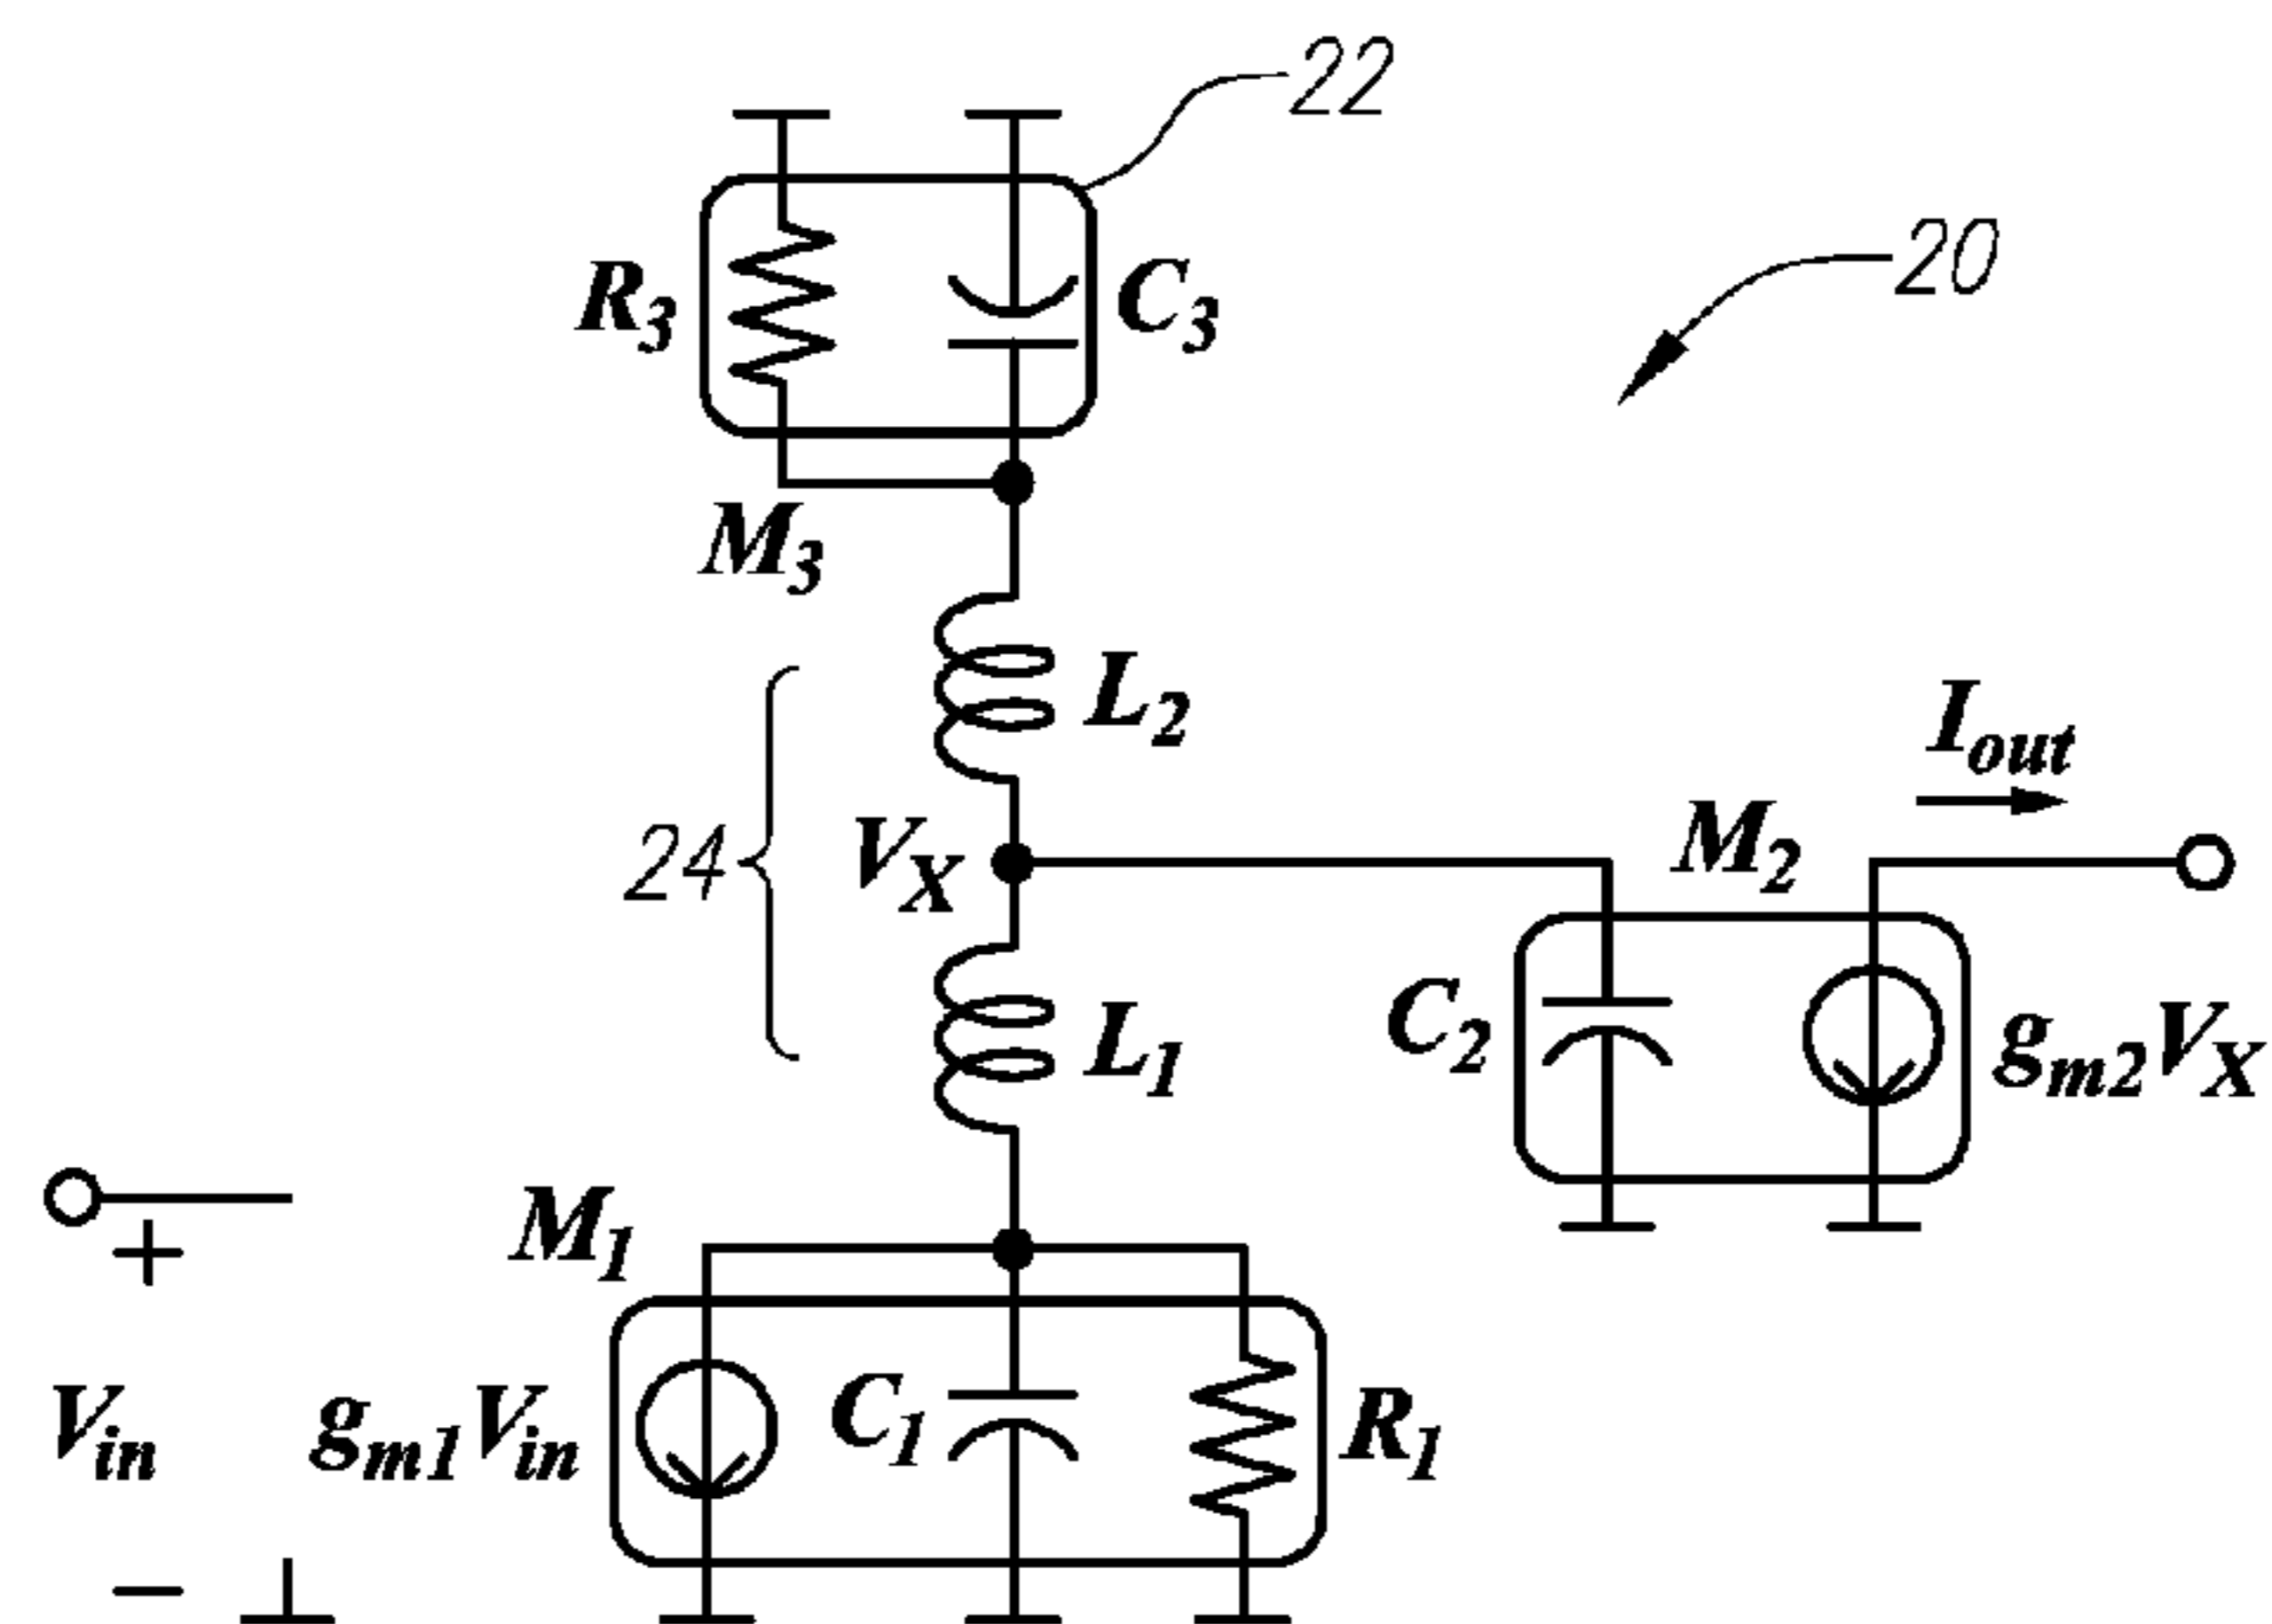 22
20
R3 C3
M3
L2
Iout
24 VX M2
L1 C2 gm2VX
M1
+
Vin gm1Vin C1 R1
−